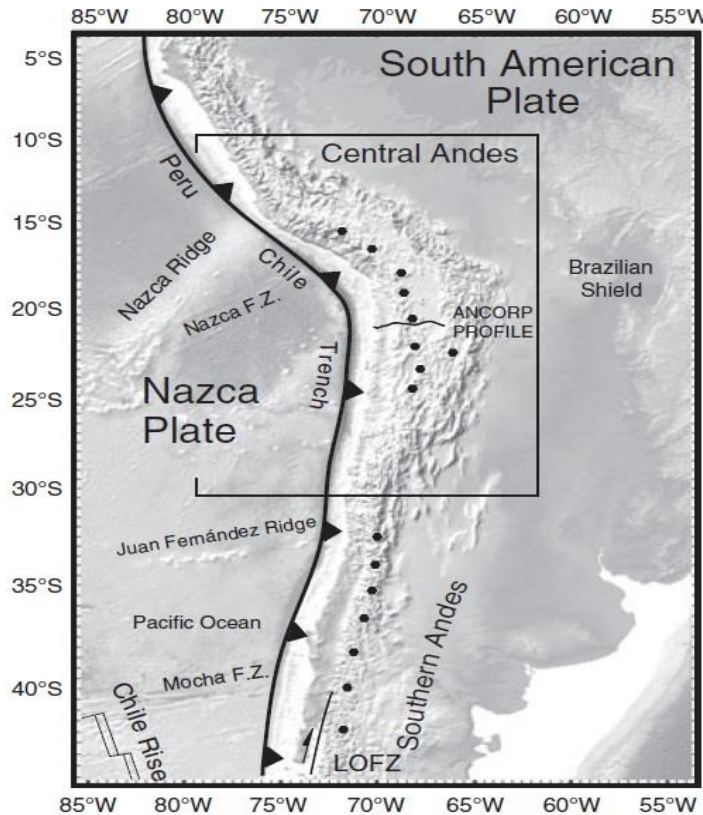 85°W 80°W 75°W 70°W 65°W 60°W 55°W
5°S
10°S
15°S
20°S
25°S
30°S
35°S
40°S
South American
Plate
Central Andes
Peru
Chile
Trench
Nazca Ridge
Nazca F.Z.
Brazilian
Shield
ANCORP
PROFILE
Nazca
Plate
Juan Fernández Ridge
Pacific Ocean
Mocha F.Z.
Southern Andes
Chile Rise
LOFZ
85°W 80°W 75°W 70°W 65°W 60°W 55°W